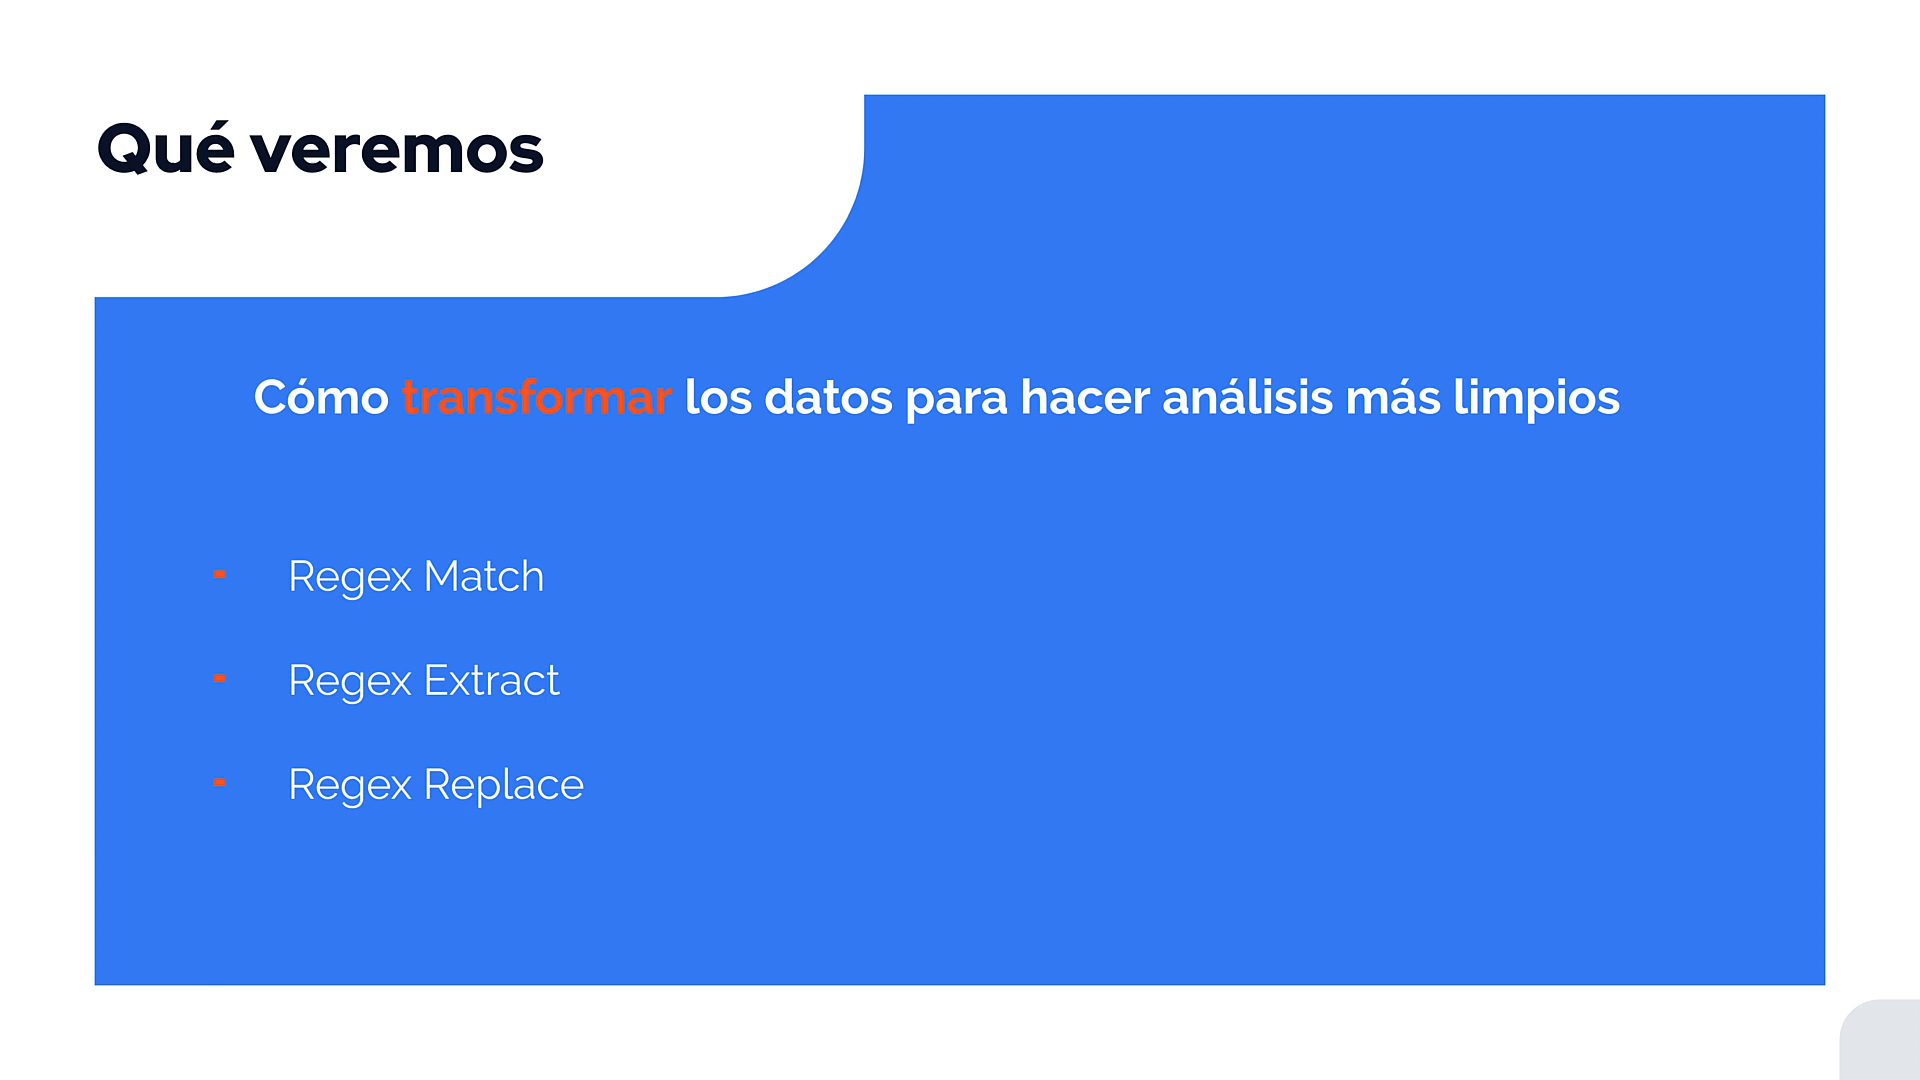 Qué veremos
Cómo transformar los datos para hacer análisis más limpios
- Regex Match
- Regex Extract
- Regex Replace